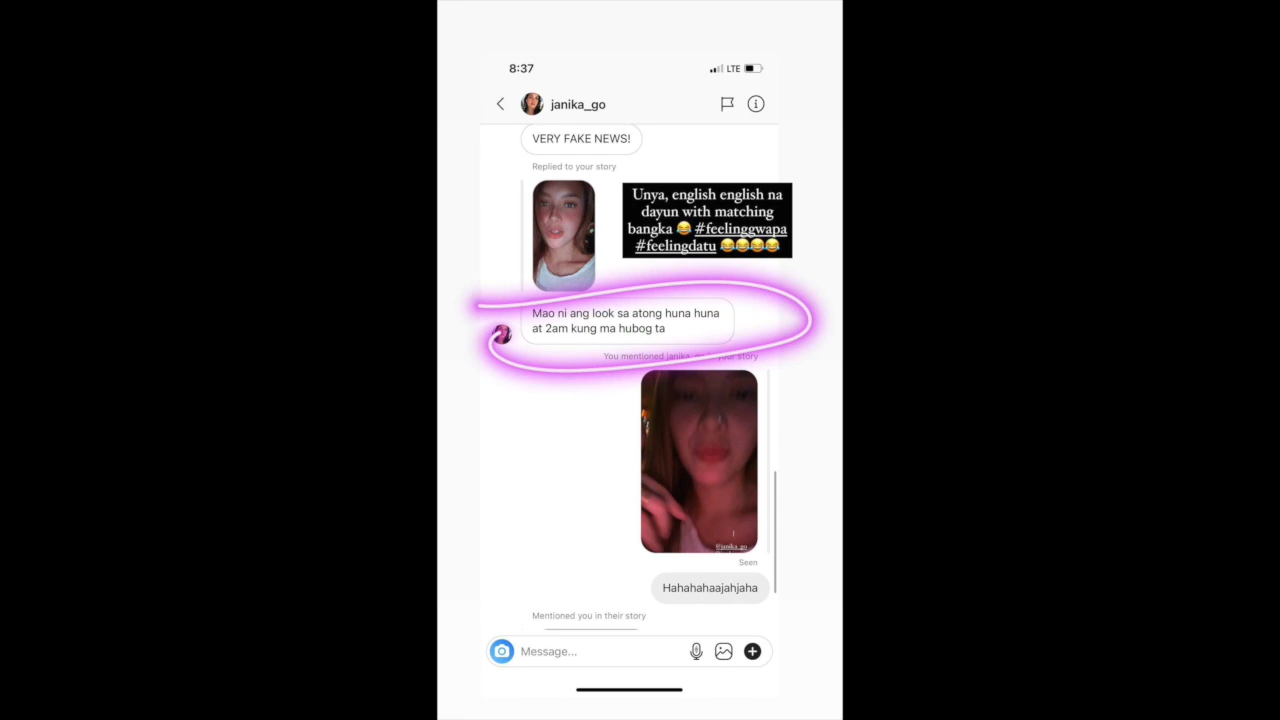 8:37
LTE
janika_go
VERY FAKE NEWS!
Replied to your story
Unya, english english na
dayun with matching
bangka 😂 #feelinggwapa
#feelingdatu 😂😂😂😂
Mao ni ang look sa atong huna huna
at 2am kung ma hubog ta
You mentioned janika_go in your story
@janika_go
Seen
Hahahahaajahjaha
Mentioned you in their story
Message...